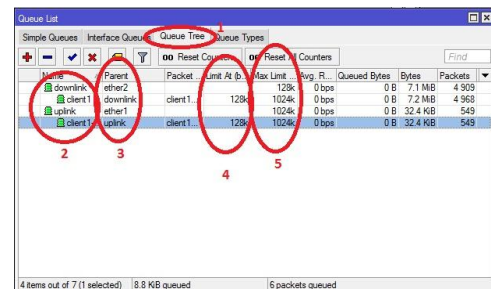 Queue List
1
Simple Queues Interface Queues Queue Tree Queue Types
00 Reset Counters 00 Reset All Counters Find
Name Parent Packet ... Limit At (b... Max Limit ... Avg. R... Queued Bytes Bytes Packets
downlink ether2 128k 0 bps 0 B 7.1 MiB 4 909
client1 downlink client1... 128k 1024k 0 bps 0 B 7.2 MiB 4 968
uplink ether1 1024k 0 bps 0 B 32.4 KiB 549
client1- uplink client1... 128k 1024k 0 bps 0 B 32.4 KiB 549
2 3 4 5
4 items out of 7 (1 selected) 8.8 KiB queued 6 packets queued